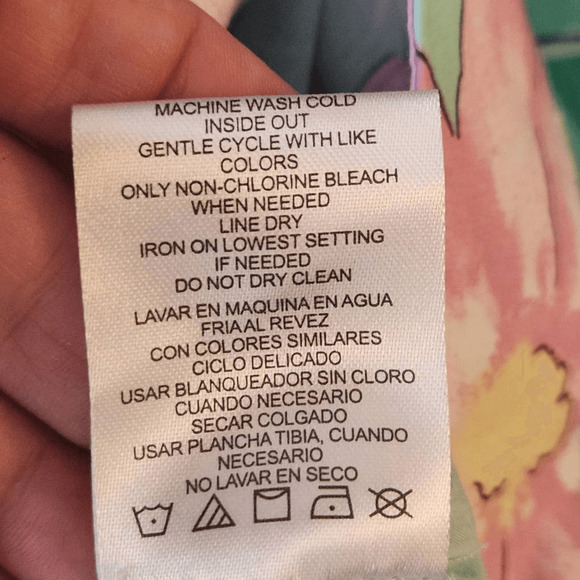 MACHINE WASH COLD
INSIDE OUT
GENTLE CYCLE WITH LIKE
COLORS
ONLY NON-CHLORINE BLEACH
WHEN NEEDED
LINE DRY
IRON ON LOWEST SETTING
IF NEEDED
DO NOT DRY CLEAN
LAVAR EN MAQUINA EN AGUA
FRIA AL REVEZ
CON COLORES SIMILARES
CICLO DELICADO
USAR BLANQUEADOR SIN CLORO
CUANDO NECESARIO
SECAR COLGADO
USAR PLANCHA TIBIA, CUANDO
NECESARIO
NO LAVAR EN SECO